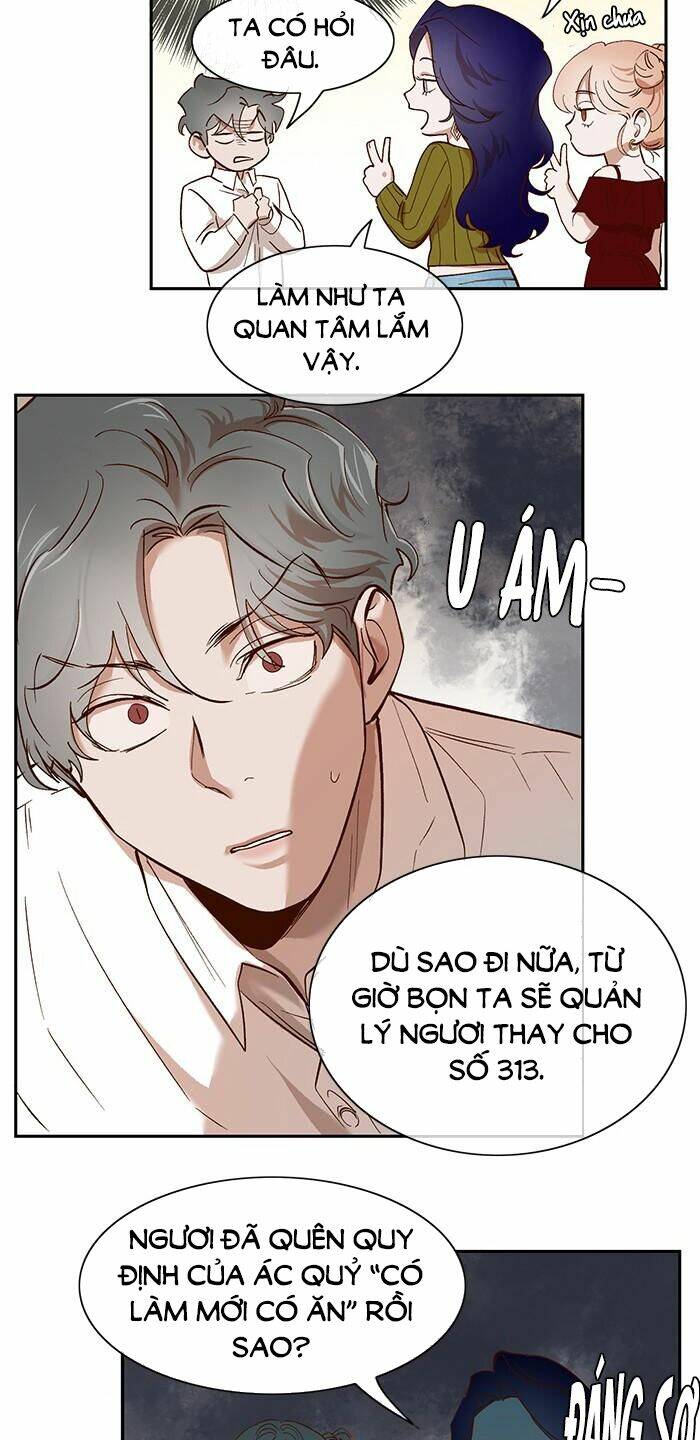 Xịn chưa
TA CÓ HỎI
ĐÂU.
LÀM NHƯ TA
QUAN TÂM LẮM
VẬY.
U ÁM-
DÙ SAO ĐI NỮA, TỪ
GIỜ BỌN TA SẼ QUẢN
LÝ NGƯƠI THAY CHO
SỐ 313.
NGƯƠI ĐÃ QUÊN QUY
ĐỊNH CỦA ÁC QUỶ “CÓ
LÀM MỚI CÓ ĂN” RỒI
SAO?
ĐÁNG SỢ